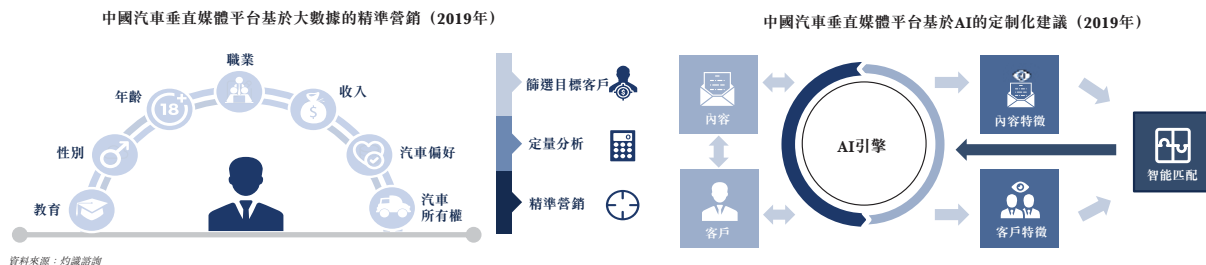 中國汽車垂直媒體平台基於大數據的精準營銷（2019年）
職業
年齡
18+
收入
$
性別
汽車偏好
教育
汽車
所有權
篩選目標客戶
$
定量分析
精準營銷
資料來源：灼識諮詢
中國汽車垂直媒體平台基於AI的定制化建議（2019年）
內容
客戶
AI引擎
內容特徵
客戶特徵
智能匹配